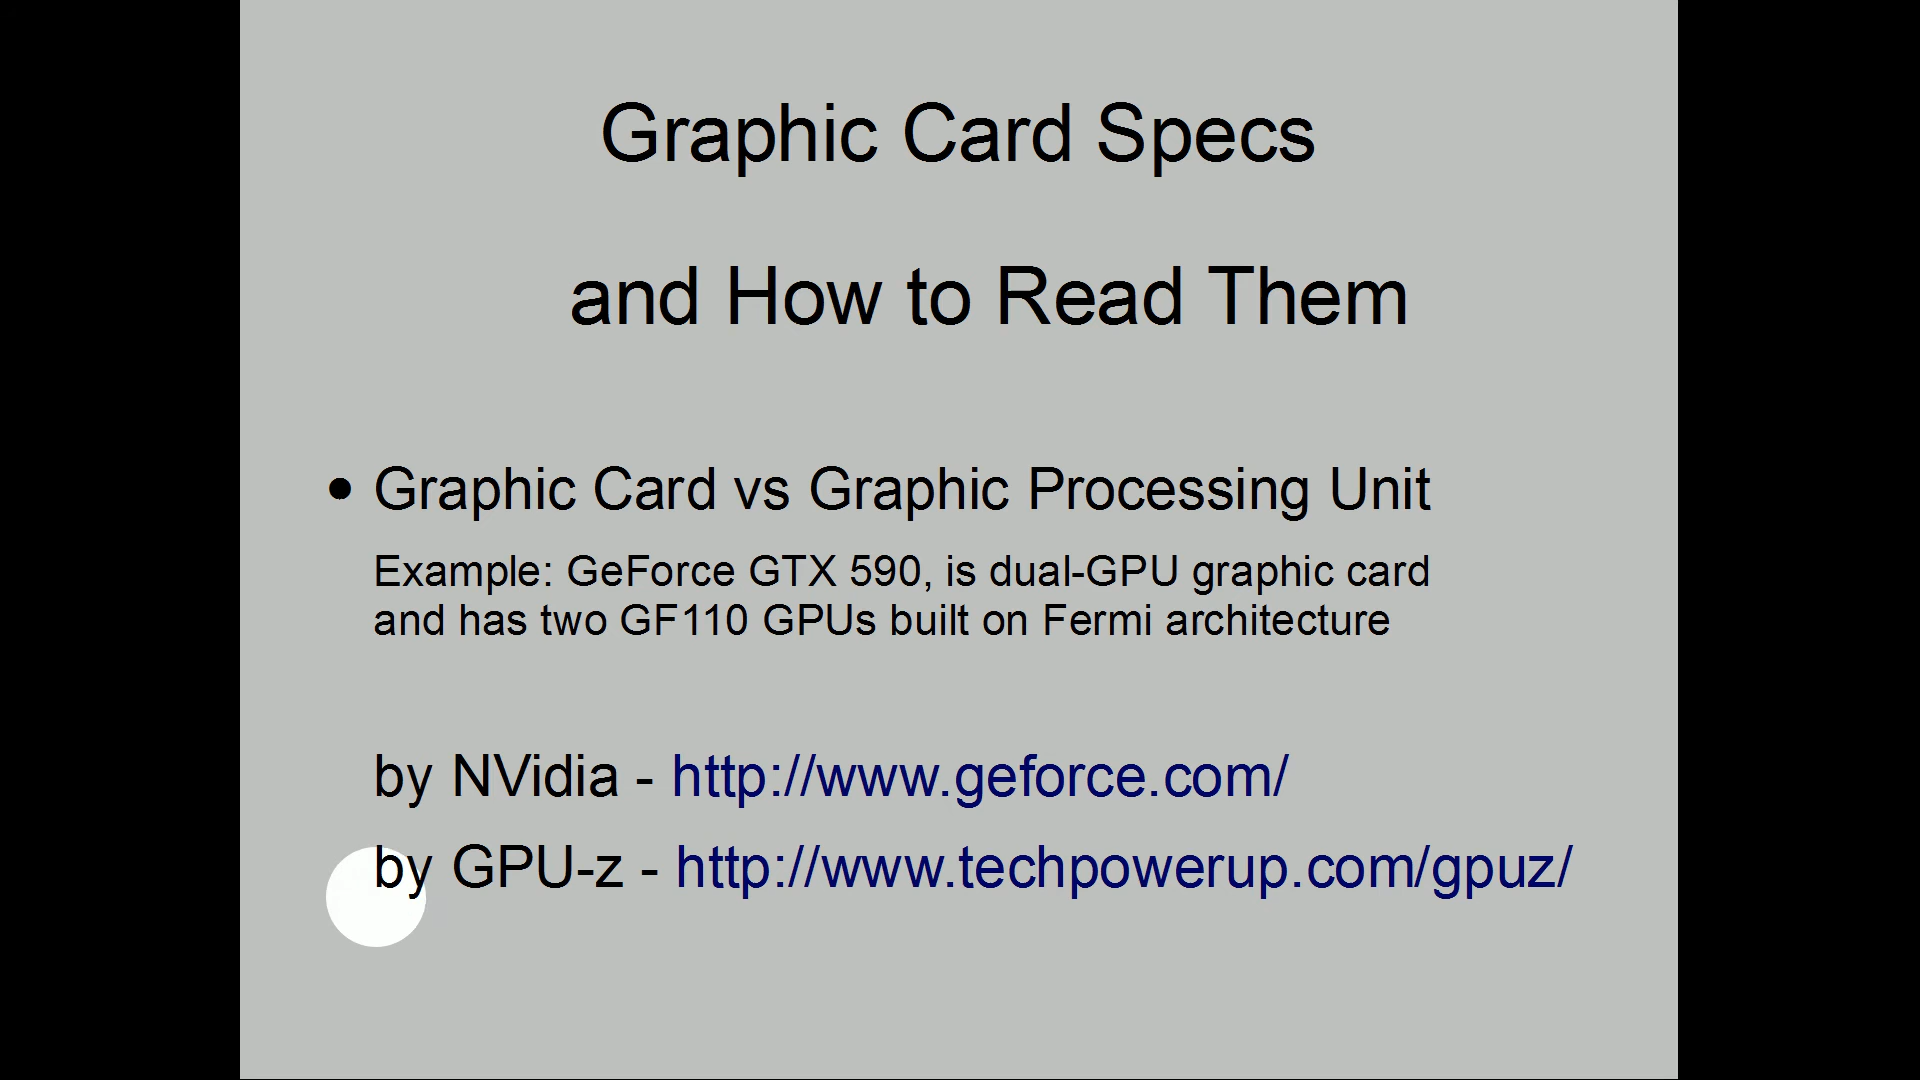 Graphic Card Specs
and How to Read Them
• Graphic Card vs Graphic Processing Unit
Example: GeForce GTX 590, is dual-GPU graphic card
and has two GF110 GPUs built on Fermi architecture
by NVidia - http://www.geforce.com/
by GPU-z - http://www.techpowerup.com/gpuz/